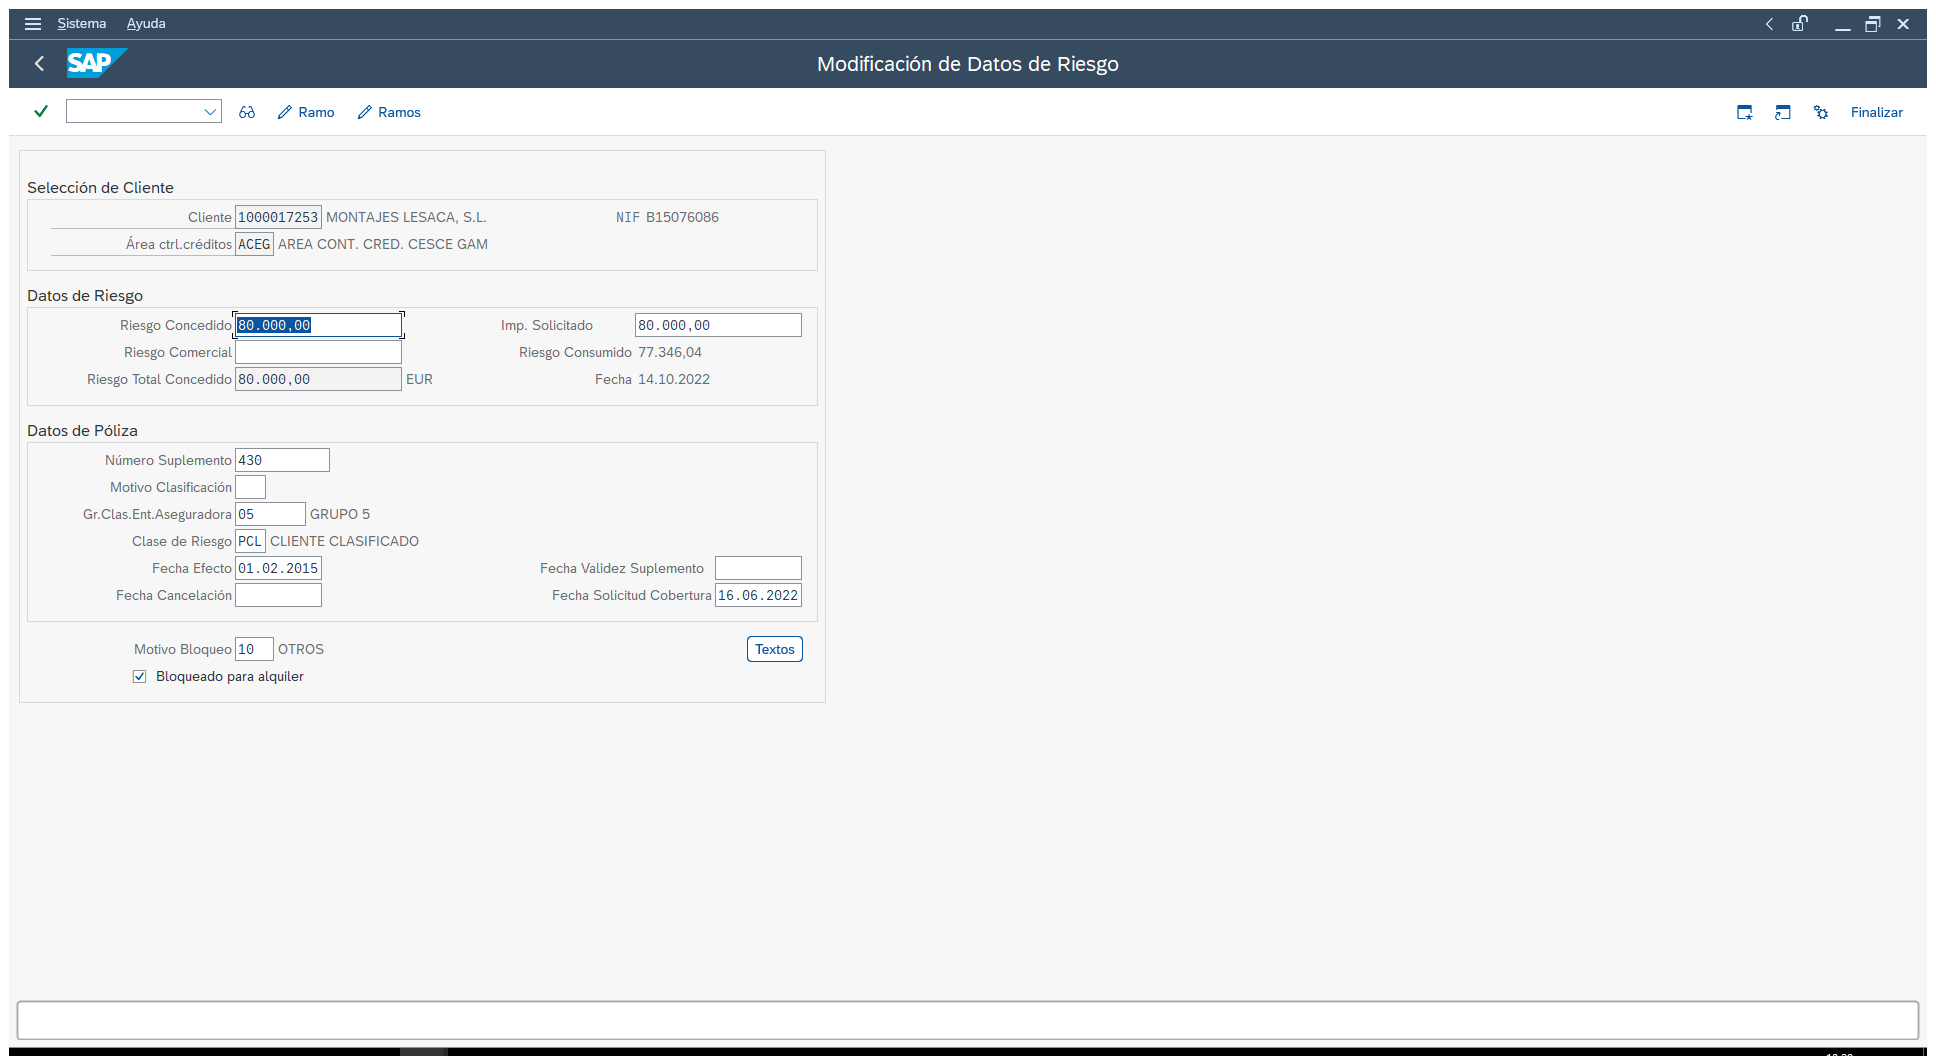 Sistema Ayuda
SAP Modificación de Datos de Riesgo
Ramo Ramos Finalizar
Selección de Cliente
Cliente 1000017253 MONTAJES LESACA, S.L. NIF B15076086
Área ctrl.créditos ACEG AREA CONT. CRED. CESCE GAM
Datos de Riesgo
Riesgo Concedido 80.000,00 Imp. Solicitado 80.000,00
Riesgo Comercial Riesgo Consumido 77.346,04
Riesgo Total Concedido 80.000,00 EUR Fecha 14.10.2022
Datos de Póliza
Número Suplemento 430
Motivo Clasificación
Gr.Clas.Ent.Aseguradora 05 GRUPO 5
Clase de Riesgo PCL CLIENTE CLASIFICADO
Fecha Efecto 01.02.2015 Fecha Validez Suplemento
Fecha Cancelación Fecha Solicitud Cobertura 16.06.2022
Motivo Bloqueo 10 OTROS Textos
Bloqueado para alquiler